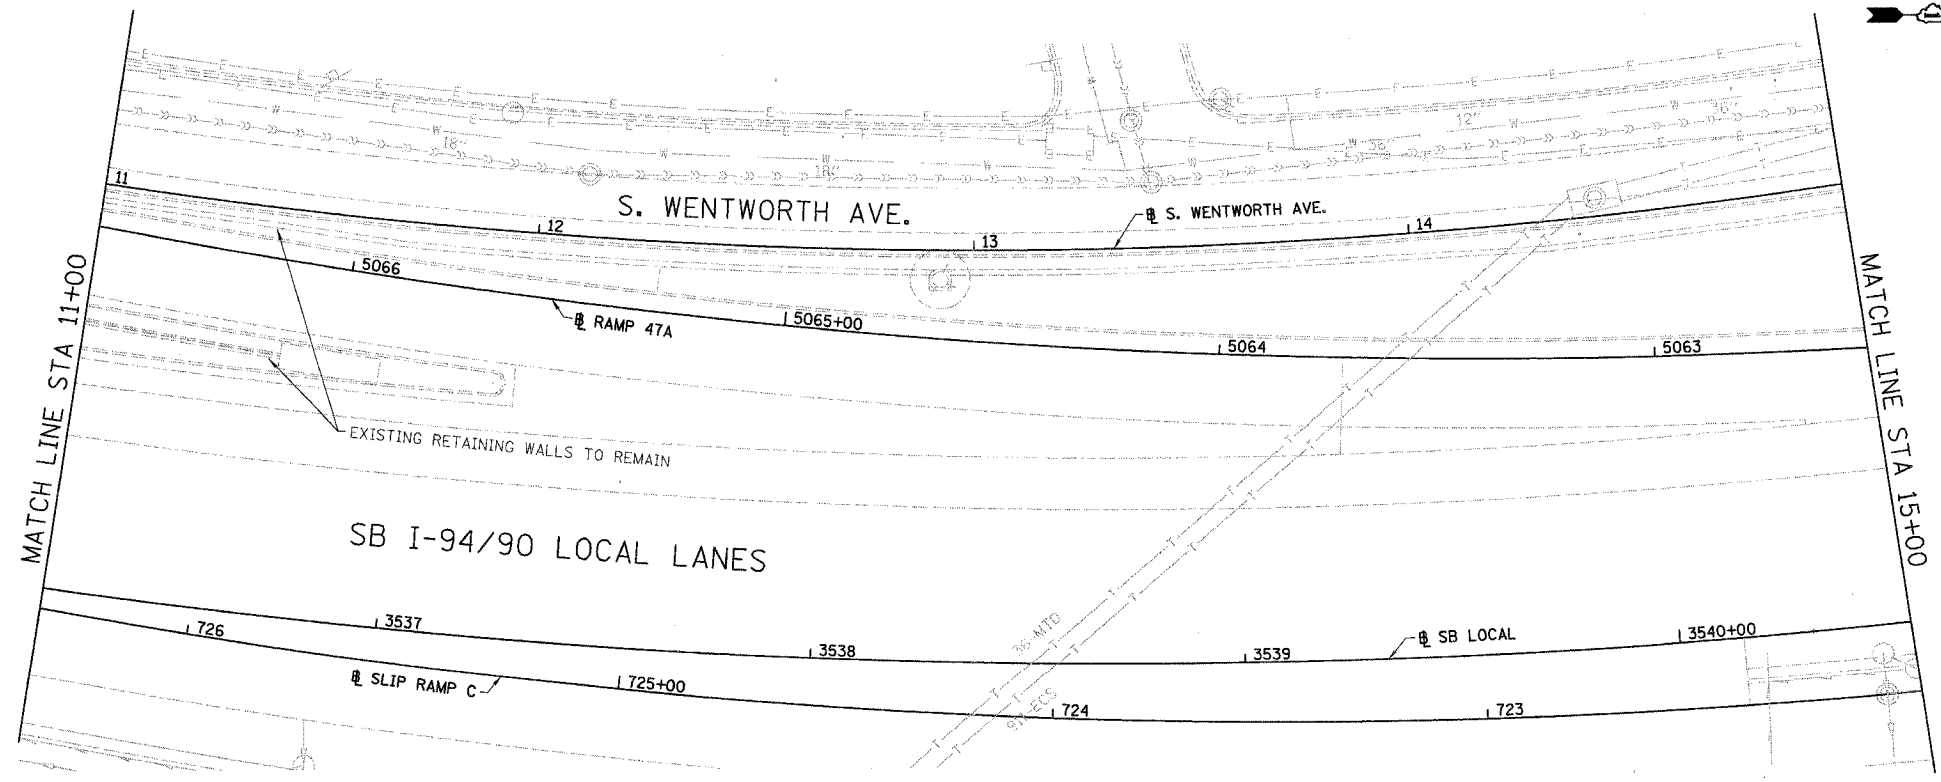 18"
12"
36"
W 36"
18"
11
S. WENTWORTH AVE.
℄ S. WENTWORTH AVE.
12
13
14
5066
5065+00
5064
5063
℄ RAMP 47A
EXISTING RETAINING WALLS TO REMAIN
MATCH LINE STA 11+00
MATCH LINE STA 15+00
SB I-94/90 LOCAL LANES
36-MTD
726
3537
3538
3539
℄ SB LOCAL
3540+00
℄ SLIP RAMP C
725+00
724
723